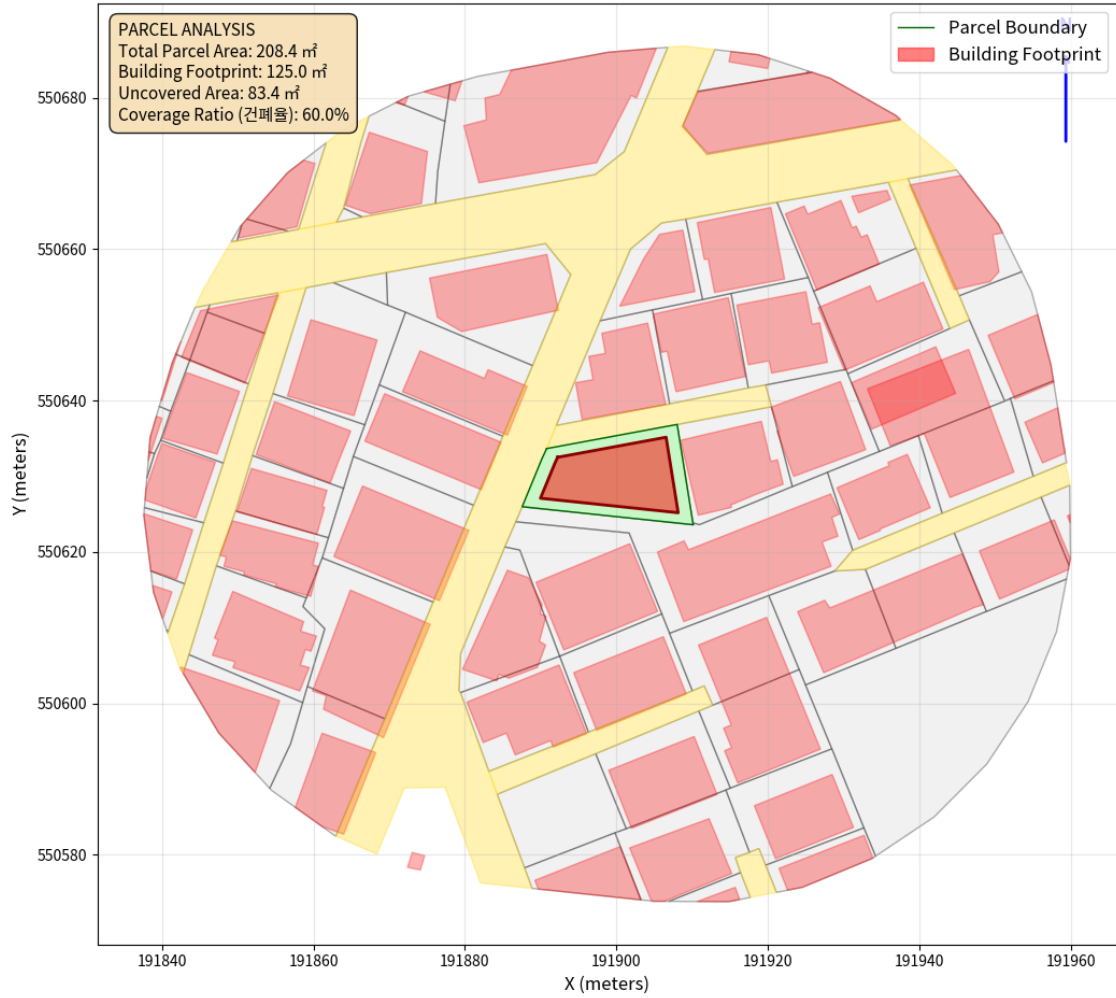 PARCEL ANALYSIS
Total Parcel Area: 208.4 ㎡
Building Footprint: 125.0 ㎡
Uncovered Area: 83.4 ㎡
Coverage Ratio (건폐율): 60.0%
Parcel Boundary
Building Footprint
550680
550660
550640
550620
550600
550580
Y (meters)
191840
191860
191880
191900
191920
191940
191960
X (meters)